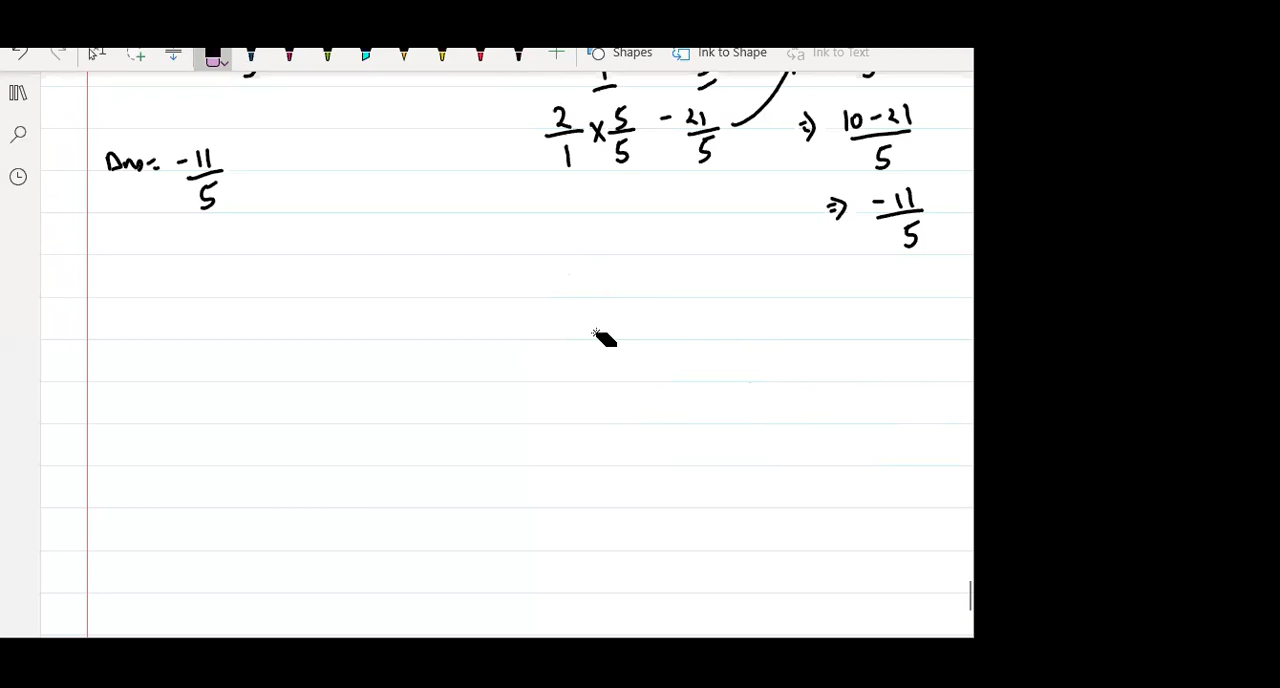 Shapes Ink to Shape Ink to Text
2/1 × 5/5 - 21/5 ⇒ 10-21/5
Ans = -11/5
⇒ -11/5